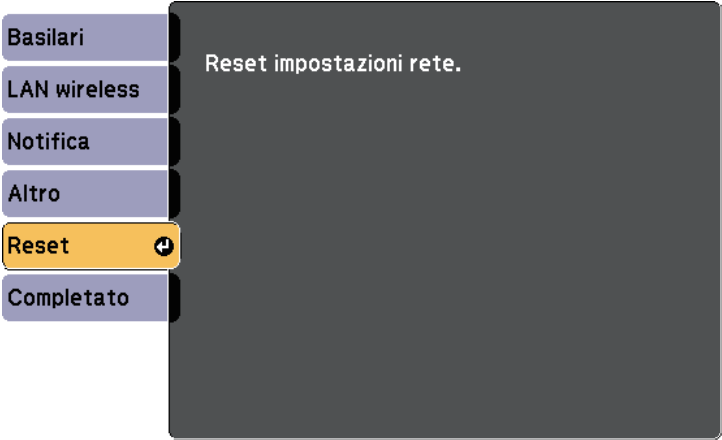 Basilari
Reset impostazioni rete.
LAN wireless
Notifica
Altro
Reset
Completato